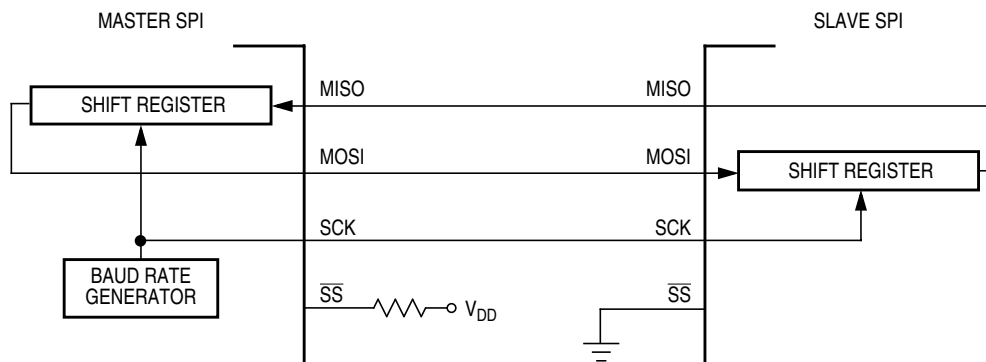 MASTER SPI
SLAVE SPI
MISO
MISO
SHIFT REGISTER
MOSI
MOSI
SHIFT REGISTER
SCK
SCK
BAUD RATE
GENERATOR
SS
VDD
SS